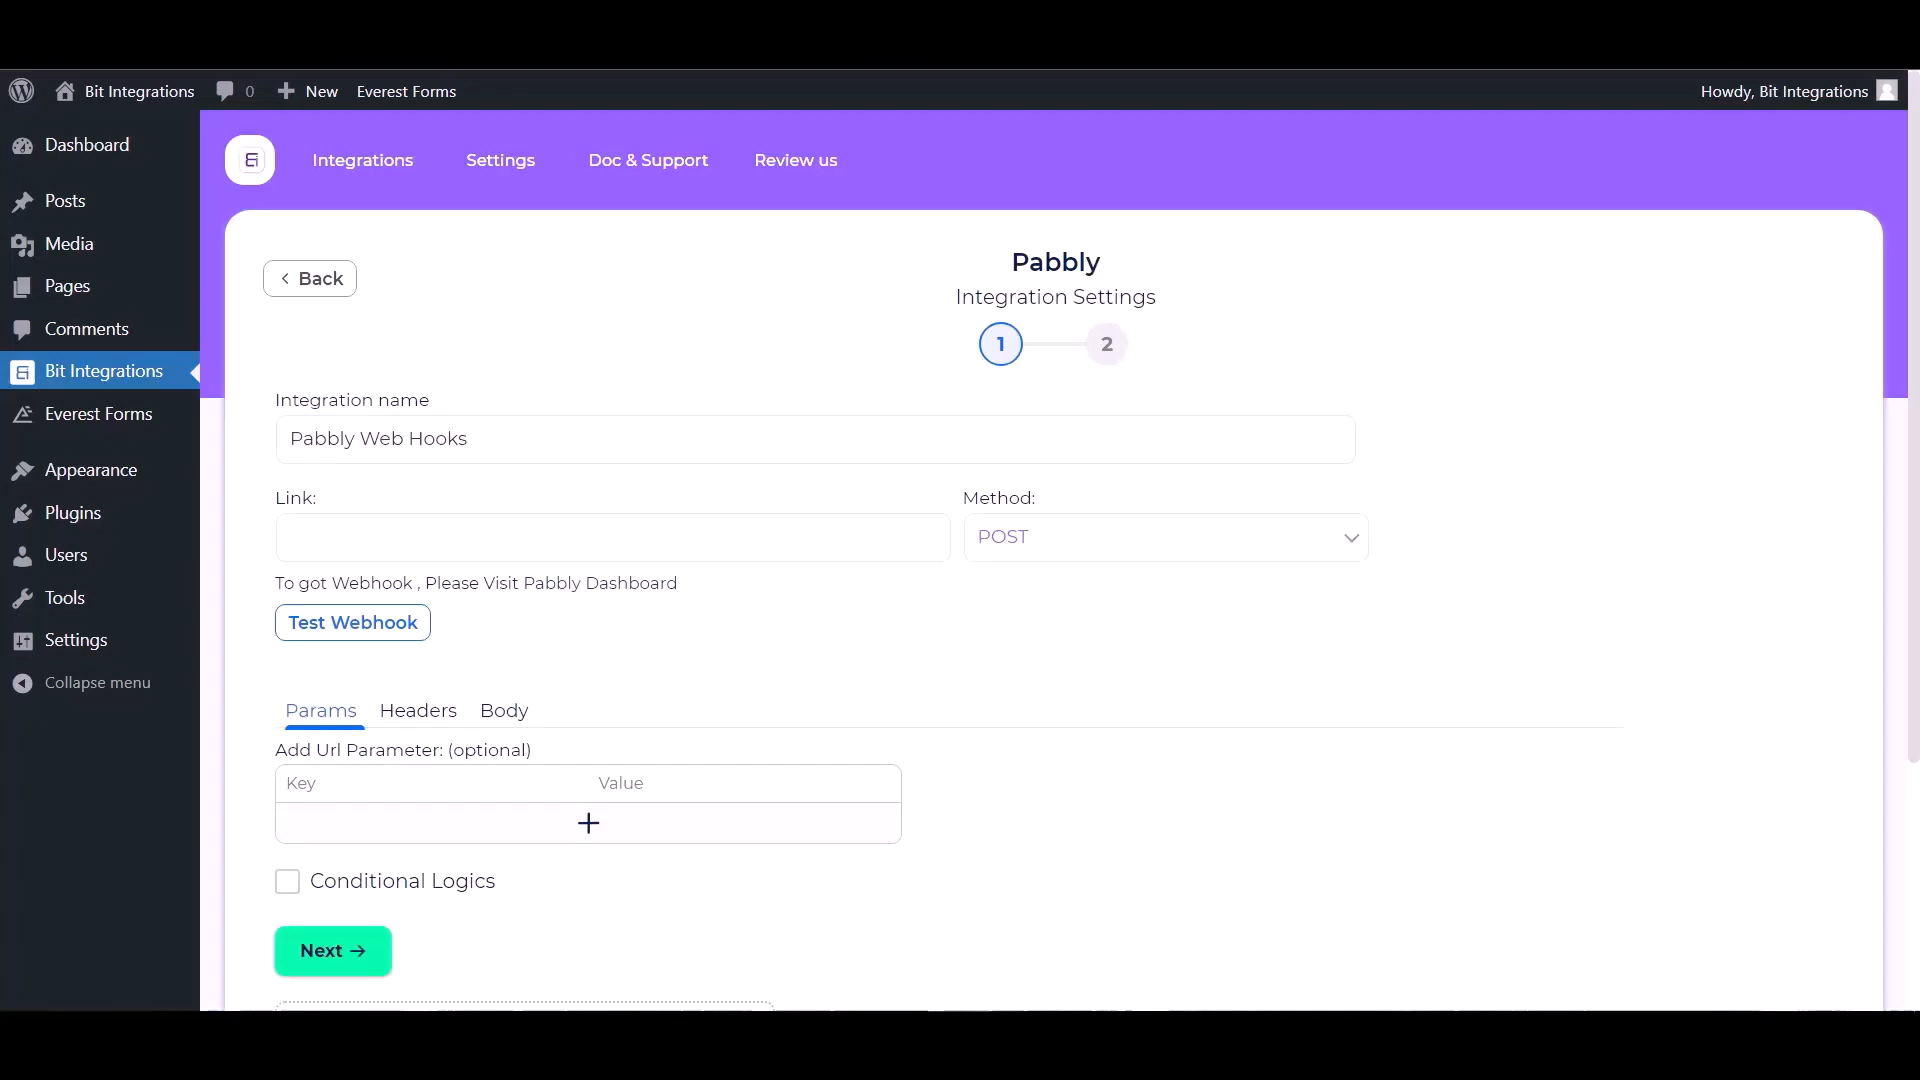 Bit Integrations 0 New Everest Forms Howdy, Bit Integrations
Dashboard
Posts
Media
Pages
Comments
Bit Integrations
Everest Forms
Appearance
Plugins
Users
Tools
Settings
Collapse menu
Integrations Settings Doc & Support Review us
Back
Pabbly
Integration Settings
1 2
Integration name
Pabbly Web Hooks
Link: Method:
POST
To got Webhook , Please Visit Pabbly Dashboard
Test Webhook
Params Headers Body
Add Url Parameter: (optional)
Key Value
Conditional Logics
Next